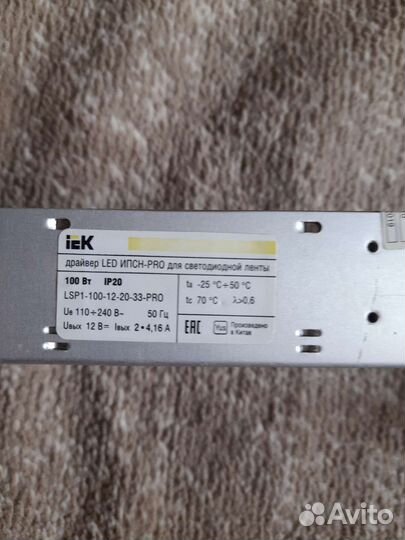 iEK
драйвер LED ИПСН-PRO для светодиодной ленты
100 Вт IP20
LSP1-100-12-20-33-PRO
Uв 110÷240 В~ 50 Гц
Uвых 12 В= Iвых 2•4,16 А
ta -25 °C÷50 °C
tc 70 °C λ>0,6
EAC
Yus
Произведено
в Китае
Avito